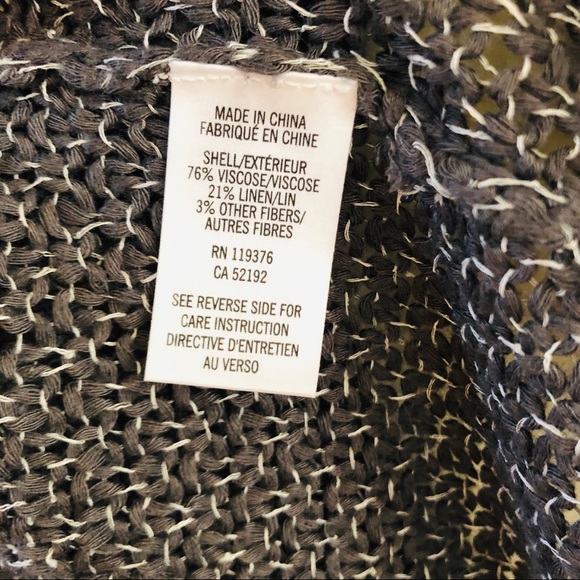 MADE IN CHINA
FABRIQUÉ EN CHINE
SHELL/EXTÉRIEUR
76% VISCOSE/VISCOSE
21% LINEN/LIN
3% OTHER FIBERS/
AUTRES FIBRES
RN 119376
CA 52192
SEE REVERSE SIDE FOR
CARE INSTRUCTION
DIRECTIVE D'ENTRETIEN
AU VERSO